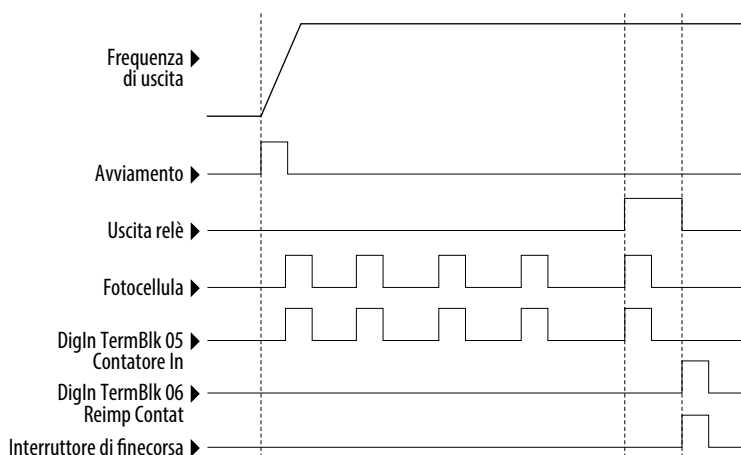 Frequenza
di uscita
Avviamento
Uscita relè
Fotocellula
DigIn TermBlk 05
Contatore In
DigIn TermBlk 06
Reimp Contat
Interruttore di finecorsa